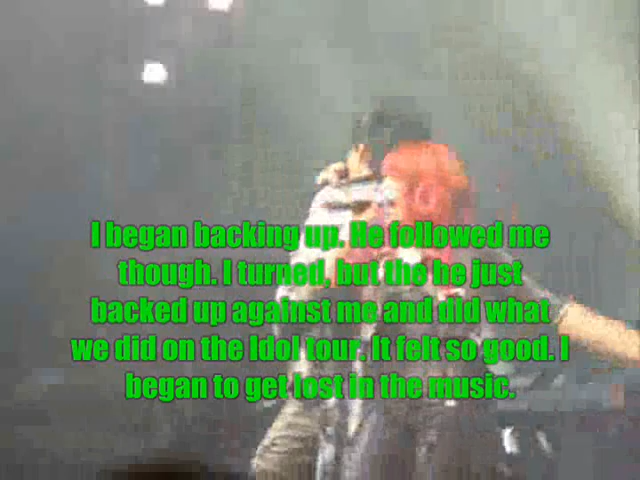 I began backing up. He followed me
though. I turned, but the he just
backed up against me and did what
we did on the Idol tour. It felt so good. I
began to get lost in the music.